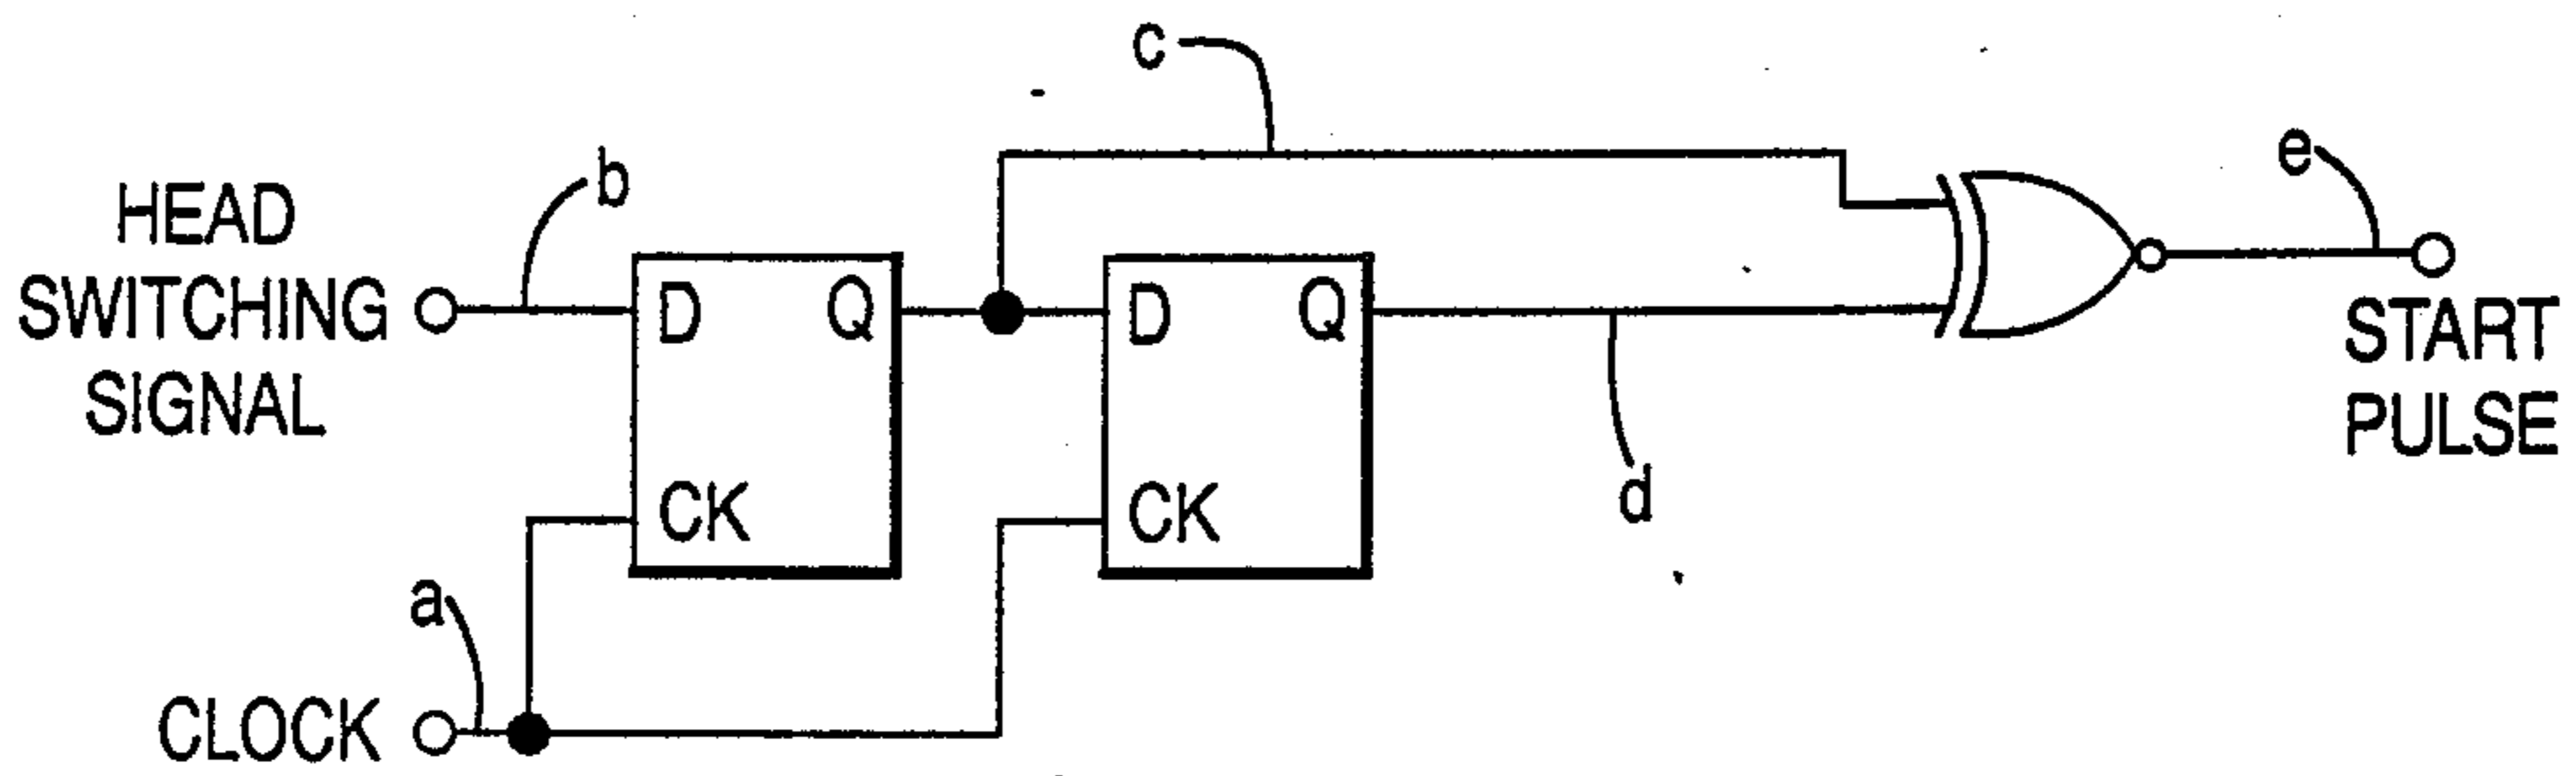 c
b
e
HEAD
SWITCHING
SIGNAL
D Q
D Q
START
PULSE
CK
CK
d
a
CLOCK